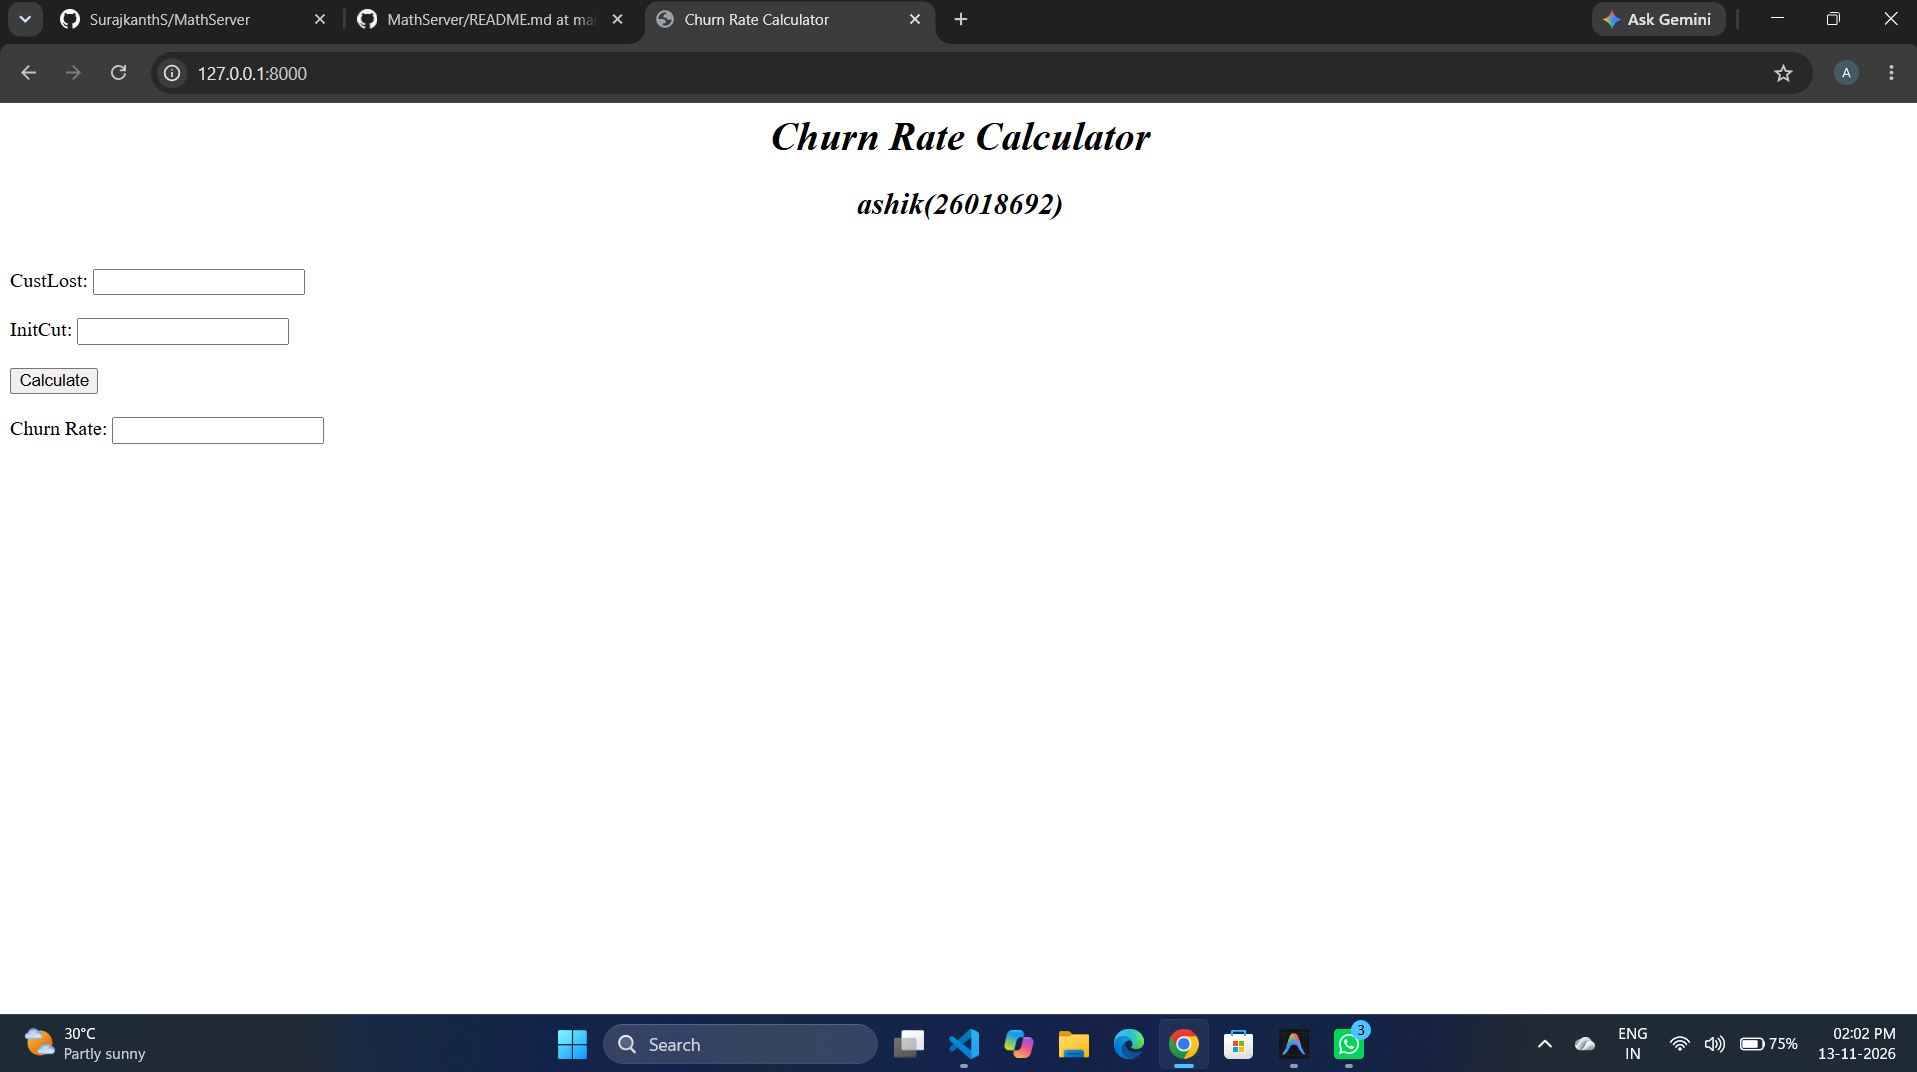 SurajkanthS/MathServer
MathServer/README.md at mai
Churn Rate Calculator
Ask Gemini
127.0.0.1:8000
A
Churn Rate Calculator
ashik(26018692)
CustLost:
InitCut:
Calculate
Churn Rate:
30°C
Partly sunny
Search
3
ENG
IN
75%
02:02 PM
13-11-2026